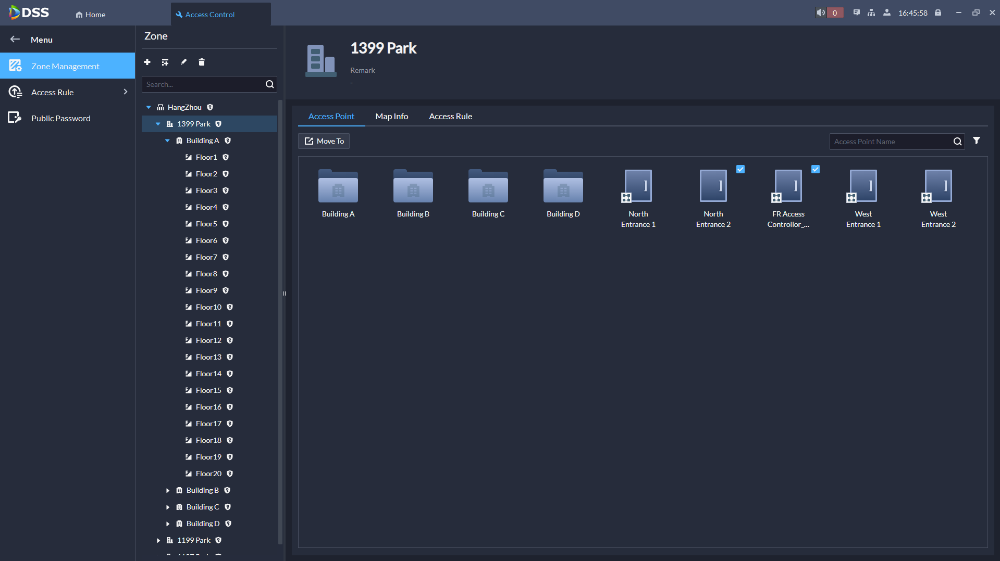 DSS
Home
Access Control
0
16:45:58
Menu
Zone Management
Access Rule
Public Password
Zone
Search...
HangZhou
1399 Park
Building A
Floor1
Floor2
Floor3
Floor4
Floor5
Floor6
Floor7
Floor8
Floor9
Floor10
Floor11
Floor12
Floor13
Floor14
Floor15
Floor16
Floor17
Floor18
Floor19
Floor20
Building B
Building C
Building D
1199 Park
1399 Park
Remark
-
Access Point
Map Info
Access Rule
Move To
Access Point Name
Building A
Building B
Building C
Building D
North
Entrance 1
North
Entrance 2
FR Access
Controllor_...
West
Entrance 1
West
Entrance 2